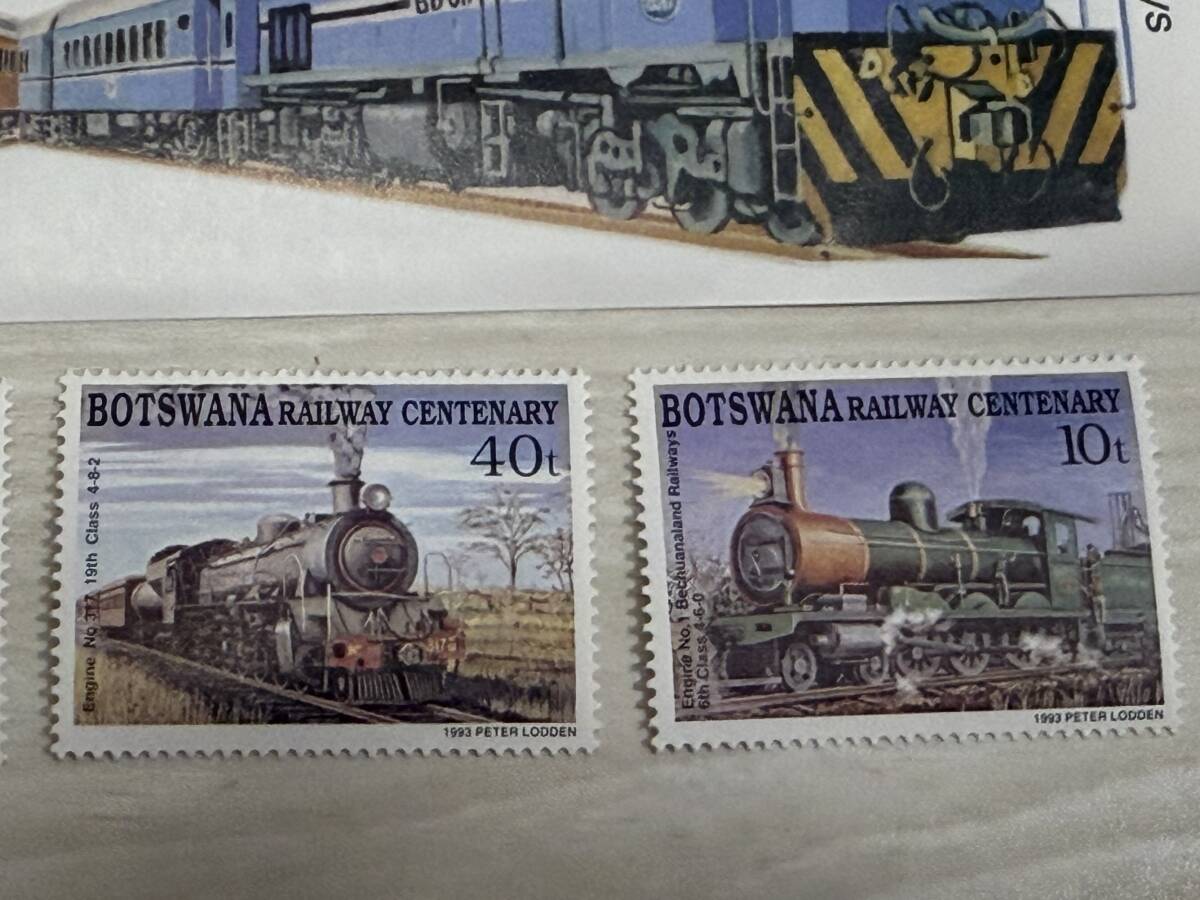 BOTSWANA RAILWAY CENTENARY
40t
Engine No. 317 19th Class 4-8-2
317
1993 PETER LODDEN
BOTSWANA RAILWAY CENTENARY
10t
Engine No.1 Bechuanaland Railways
6th Class 4-6-0
1993 PETER LODDEN